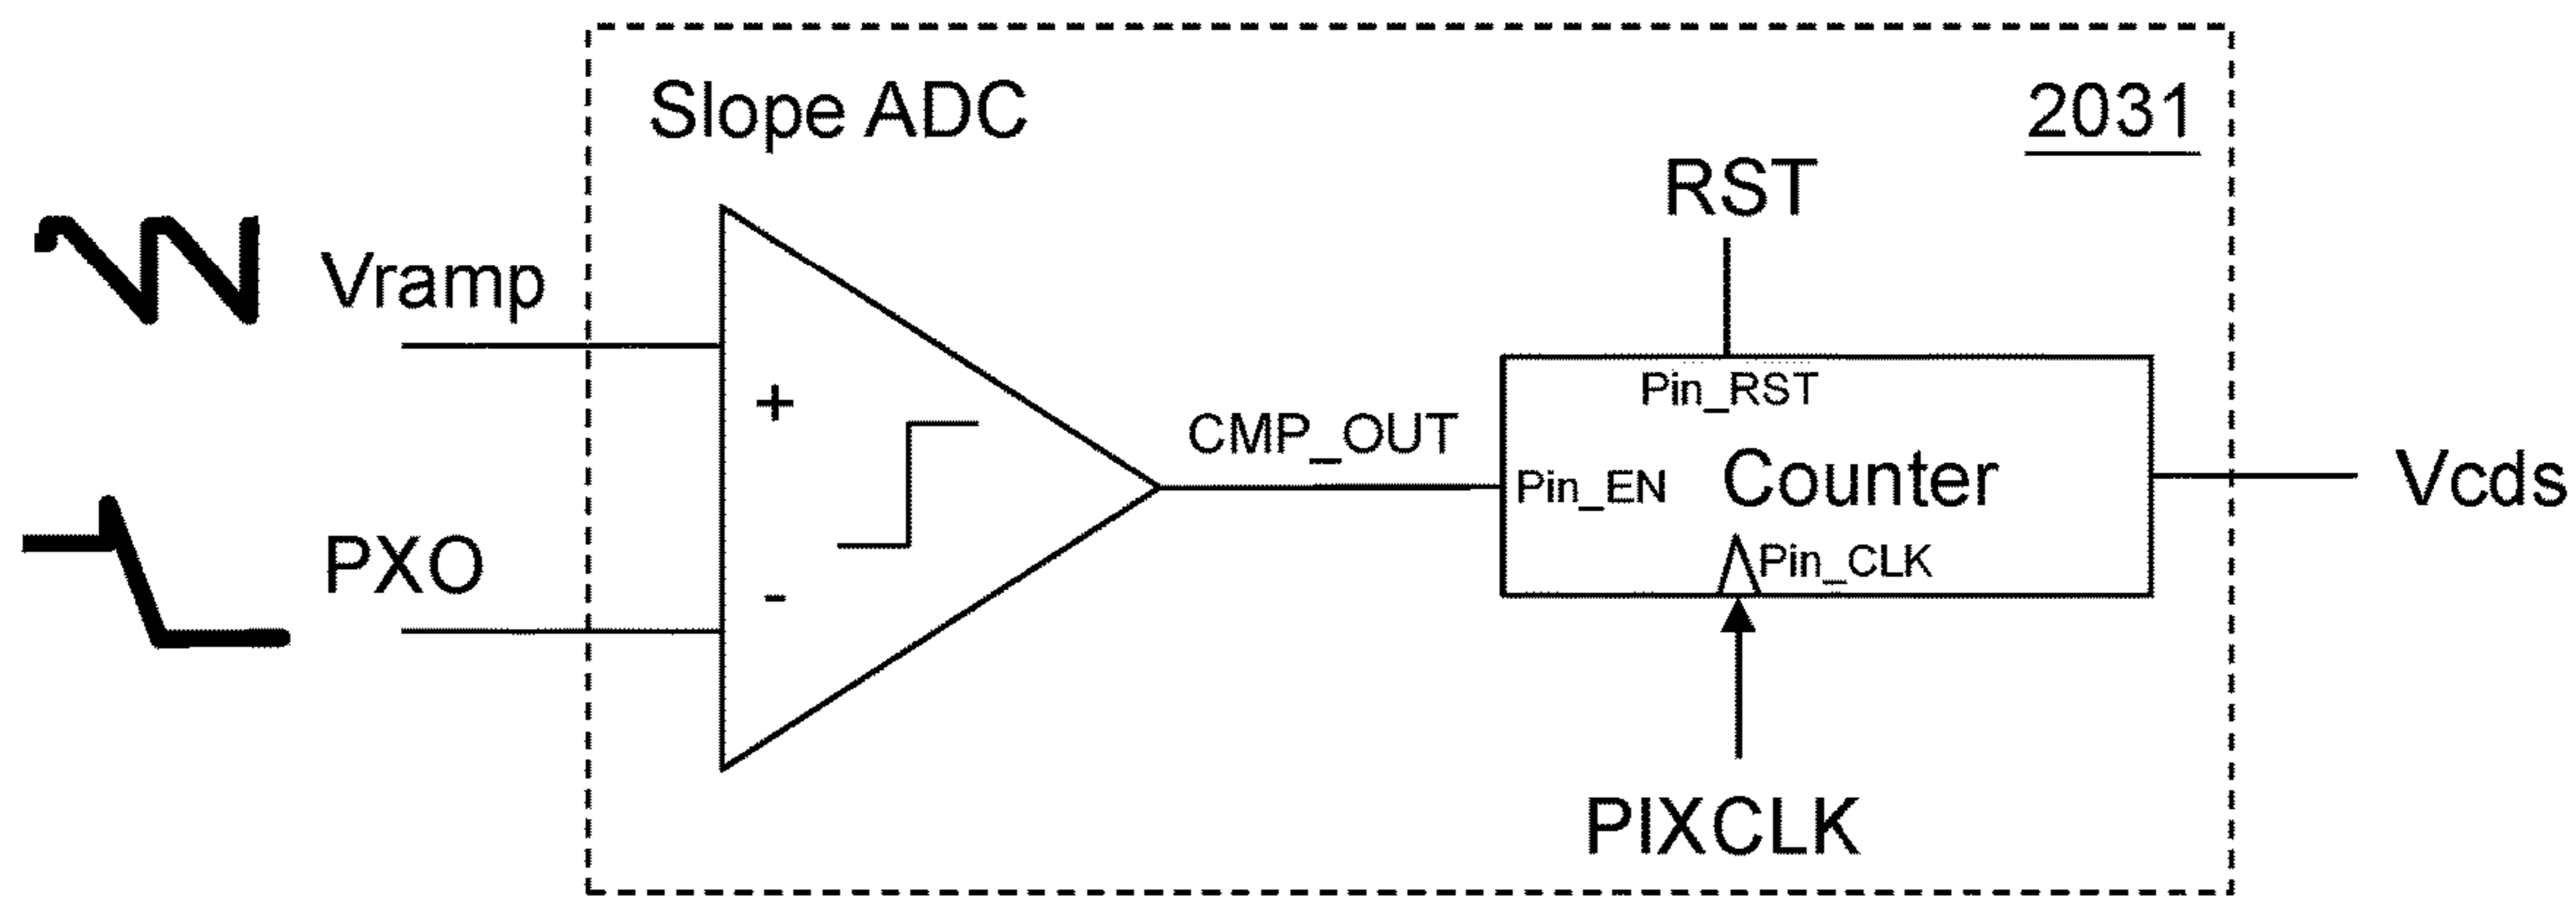 Slope ADC
2031
RST
Vramp
Pin_RST
+
CMP_OUT
Pin_EN
Counter
Vcds
PXO
Pin_CLK
-
PIXCLK